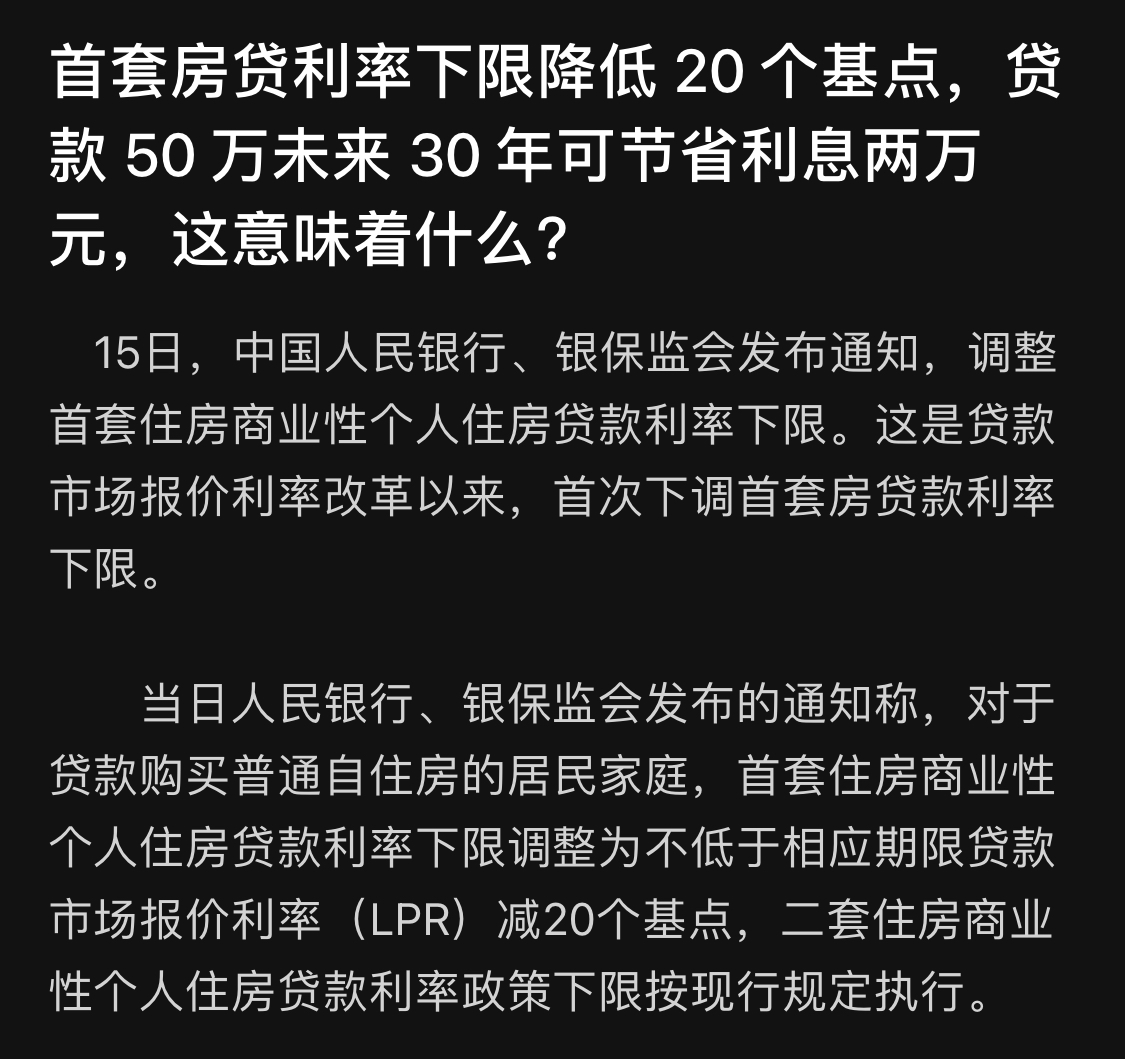 首套房贷利率下限降低 20 个基点，贷
款 50 万未来 30 年可节省利息两万
元，这意味着什么?
15日，中国人民银行、银保监会发布通知，调整
首套住房商业性个人住房贷款利率下限。这是贷款
市场报价利率改革以来，首次下调首套房贷款利率
下限。
当日人民银行、银保监会发布的通知称，对于
贷款购买普通自住房的居民家庭，首套住房商业性
个人住房贷款利率下限调整为不低于相应期限贷款
市场报价利率（LPR）减20个基点，二套住房商业
性个人住房贷款利率政策下限按现行规定执行。